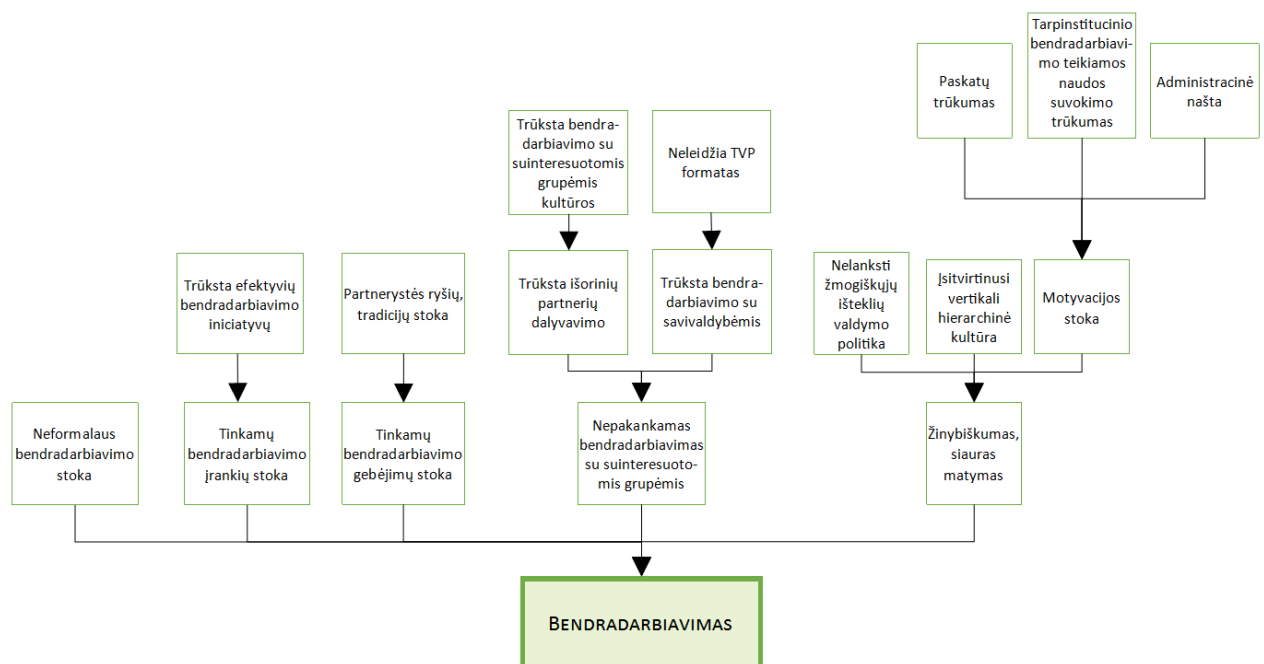 Tarpinstitucinio
bendradarbiavi-
mo teikiamos
naudos
suvokimo
trūkumas
Paskatų
trūkumas
Administracinė
našta
Trūksta bendra-
darbiavimo su
suinteresuotomis
grupėmis
kultūros
Neleidžia TVP
formatas
Trūksta efektyvių
bendradarbiavimo
iniciatyvų
Partnerystės ryšių,
tradicijų stoka
Trūksta išorinių
partnerių
dalyvavimo
Trūksta bendra-
darbiavimo su
savivaldybėmis
Nelanksti
žmogiškųjų
išteklių
valdymo
politika
Įsitvirtinusi
vertikali
hierarchinė
kultūra
Motyvacijos
stoka
Neformalaus
bendradarbiavimo
stoka
Tinkamų
bendradarbiavimo
įrankių stoka
Tinkamų
bendradarbiavimo
gebėjimų stoka
Nepakankamas
bendradarbiavimas
su suinteresuoto-
mis grupėmis
Žinybiškumas,
siauras
matymas
BENDRADARBIAVIMAS